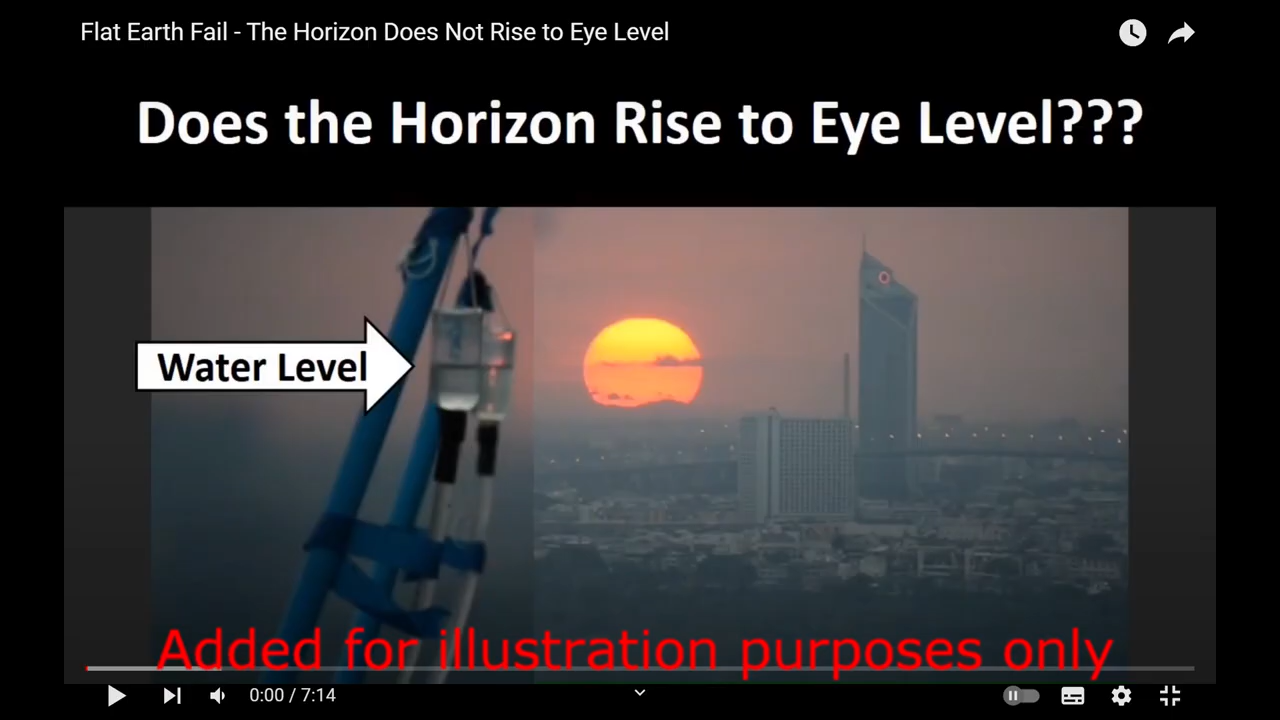 Flat Earth Fail - The Horizon Does Not Rise to Eye Level
Does the Horizon Rise to Eye Level???
Water Level
Added for illustration purposes only
0:00 / 7:14